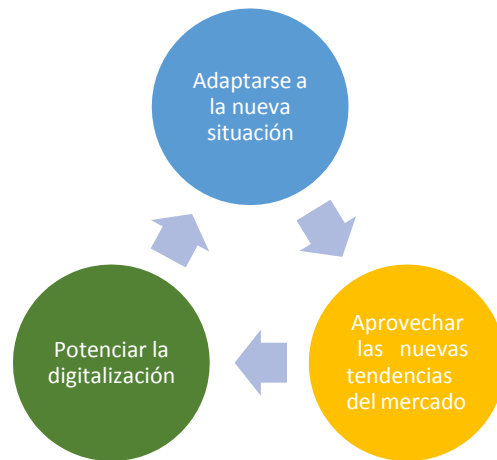 Adaptarse a
la nueva
situación
Aprovechar
las nuevas
tendencias
del mercado
Potenciar la
digitalización